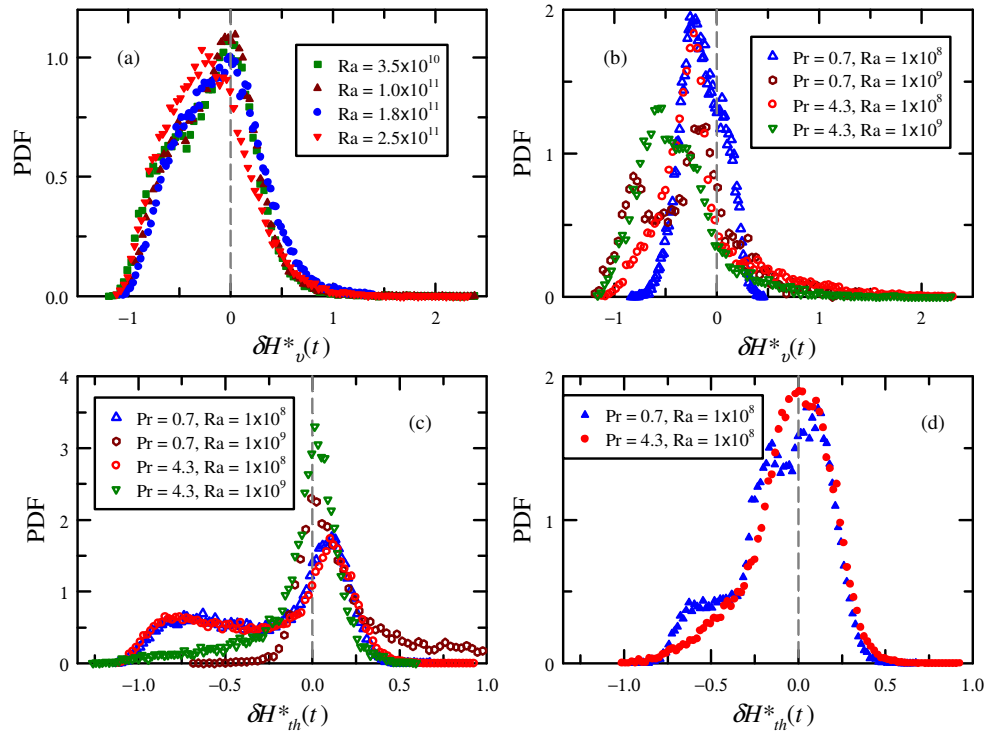 (a)
Ra = 3.5x10^10
Ra = 1.0x10^11
Ra = 1.8x10^11
Ra = 2.5x10^11
PDF
1.0
0.5
0.0
−1 0 1 2
δH*_v(t)
(b)
Pr = 0.7, Ra = 1x10^8
Pr = 0.7, Ra = 1x10^9
Pr = 4.3, Ra = 1x10^8
Pr = 4.3, Ra = 1x10^9
PDF
2
1
0
−1 0 1 2
δH*_v(t)
(c)
Pr = 0.7, Ra = 1x10^8
Pr = 0.7, Ra = 1x10^9
Pr = 4.3, Ra = 1x10^8
Pr = 4.3, Ra = 1x10^9
PDF
4
3
2
1
0
−1.0 −0.5 0.0 0.5 1.0
δH*_th(t)
(d)
Pr = 0.7, Ra = 1x10^8
Pr = 4.3, Ra = 1x10^8
PDF
2
1
0
−1.0 −0.5 0.0 0.5 1.0
δH*_th(t)